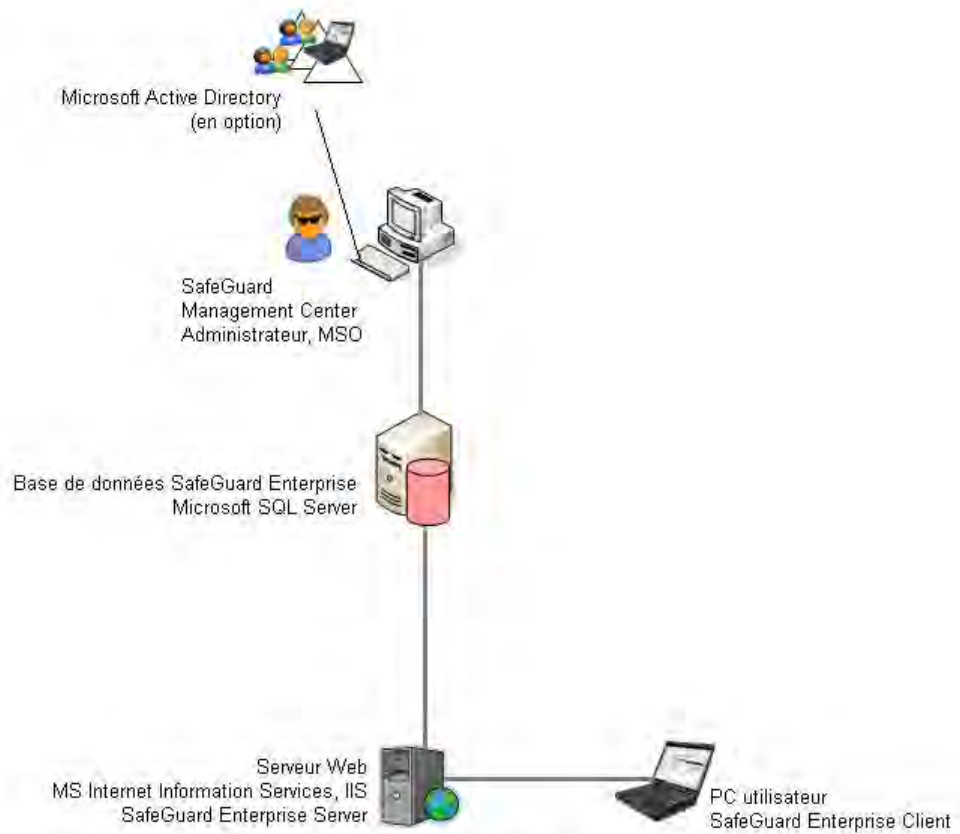 Microsoft Active Directory
(en option)
SafeGuard
Management Center
Administrateur, MSO
Base de données SafeGuard Enterprise
Microsoft SQL Server
Serveur Web
MS Internet Information Services, IIS
SafeGuard Enterprise Server
PC utilisateur
SafeGuard Enterprise Client